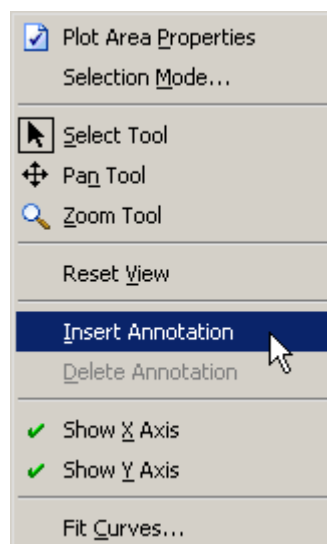 Plot Area Properties
Selection Mode...
Select Tool
Pan Tool
Zoom Tool
Reset View
Insert Annotation
Delete Annotation
Show X Axis
Show Y Axis
Fit Curves...